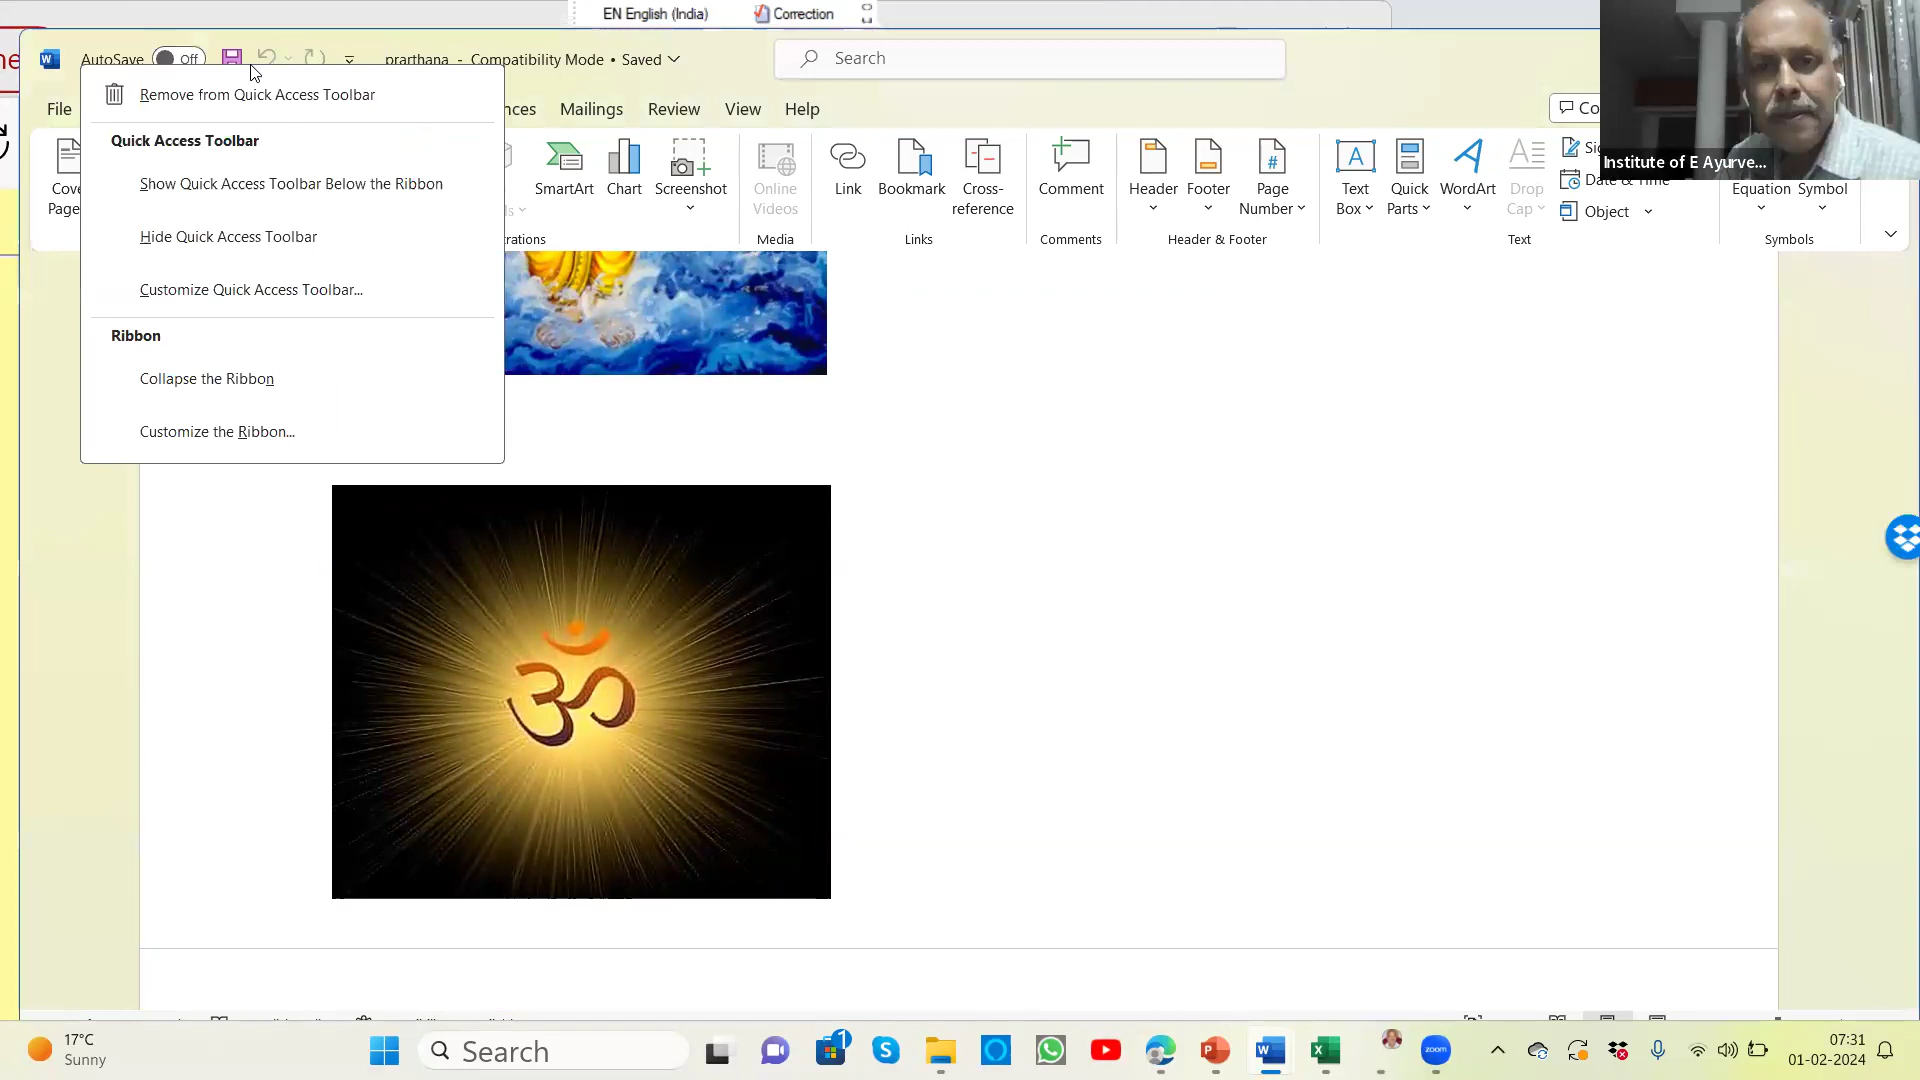 EN English (India) Correction
AutoSave Off prarthana - Compatibility Mode • Saved Search
File Mailings Review View Help
Remove from Quick Access Toolbar
Quick Access Toolbar
Show Quick Access Toolbar Below the Ribbon
Hide Quick Access Toolbar
Customize Quick Access Toolbar...
Ribbon
Collapse the Ribbon
Customize the Ribbon...
SmartArt Chart Screenshot
Online Videos
Media
Link Bookmark Cross-reference
Links
Comment
Comments
Header Footer Page Number
Header & Footer
Text Box Quick Parts WordArt Drop Cap
Date & Time
Object
Text
Equation Symbol
Symbols
Institute of E Ayurve...
ॐ
17°C
Sunny
Search
1
zoom
07:31
01-02-2024